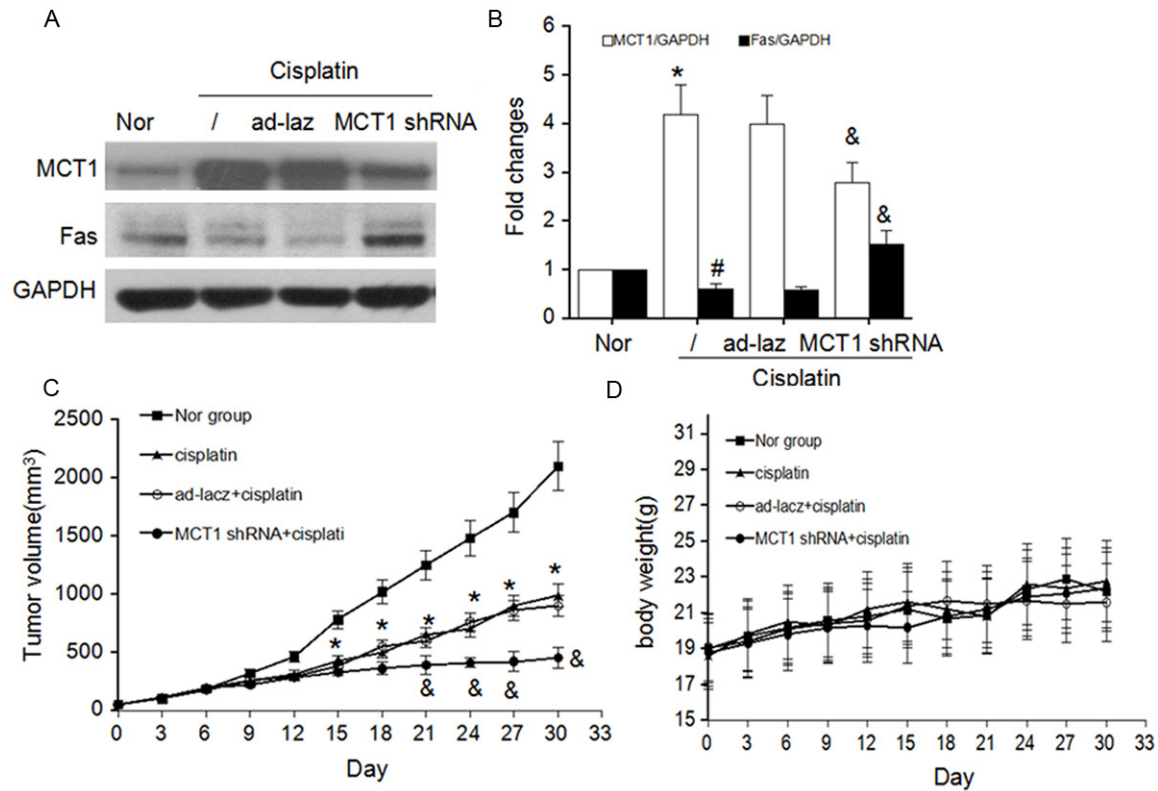 A
Cisplatin
Nor / ad-laz MCT1 shRNA
MCT1
Fas
GAPDH
B
MCT1/GAPDH Fas/GAPDH
Fold changes
6
5
4
3
2
1
0
*
#
&
&
Nor / ad-laz MCT1 shRNA
Cisplatin
C
Nor group
cisplatin
ad-lacz+cisplatin
MCT1 shRNA+cisplati
Tumor volume(mm³)
2500
2000
1500
1000
500
0
* * * * * *
& & & &
0 3 6 9 12 15 18 21 24 27 30 33
Day
D
Nor group
cisplatin
ad-lacz+cisplatin
MCT1 shRNA+cisplatin
body weight(g)
31
29
27
25
23
21
19
17
15
0 3 6 9 12 15 18 21 24 27 30 33
Day